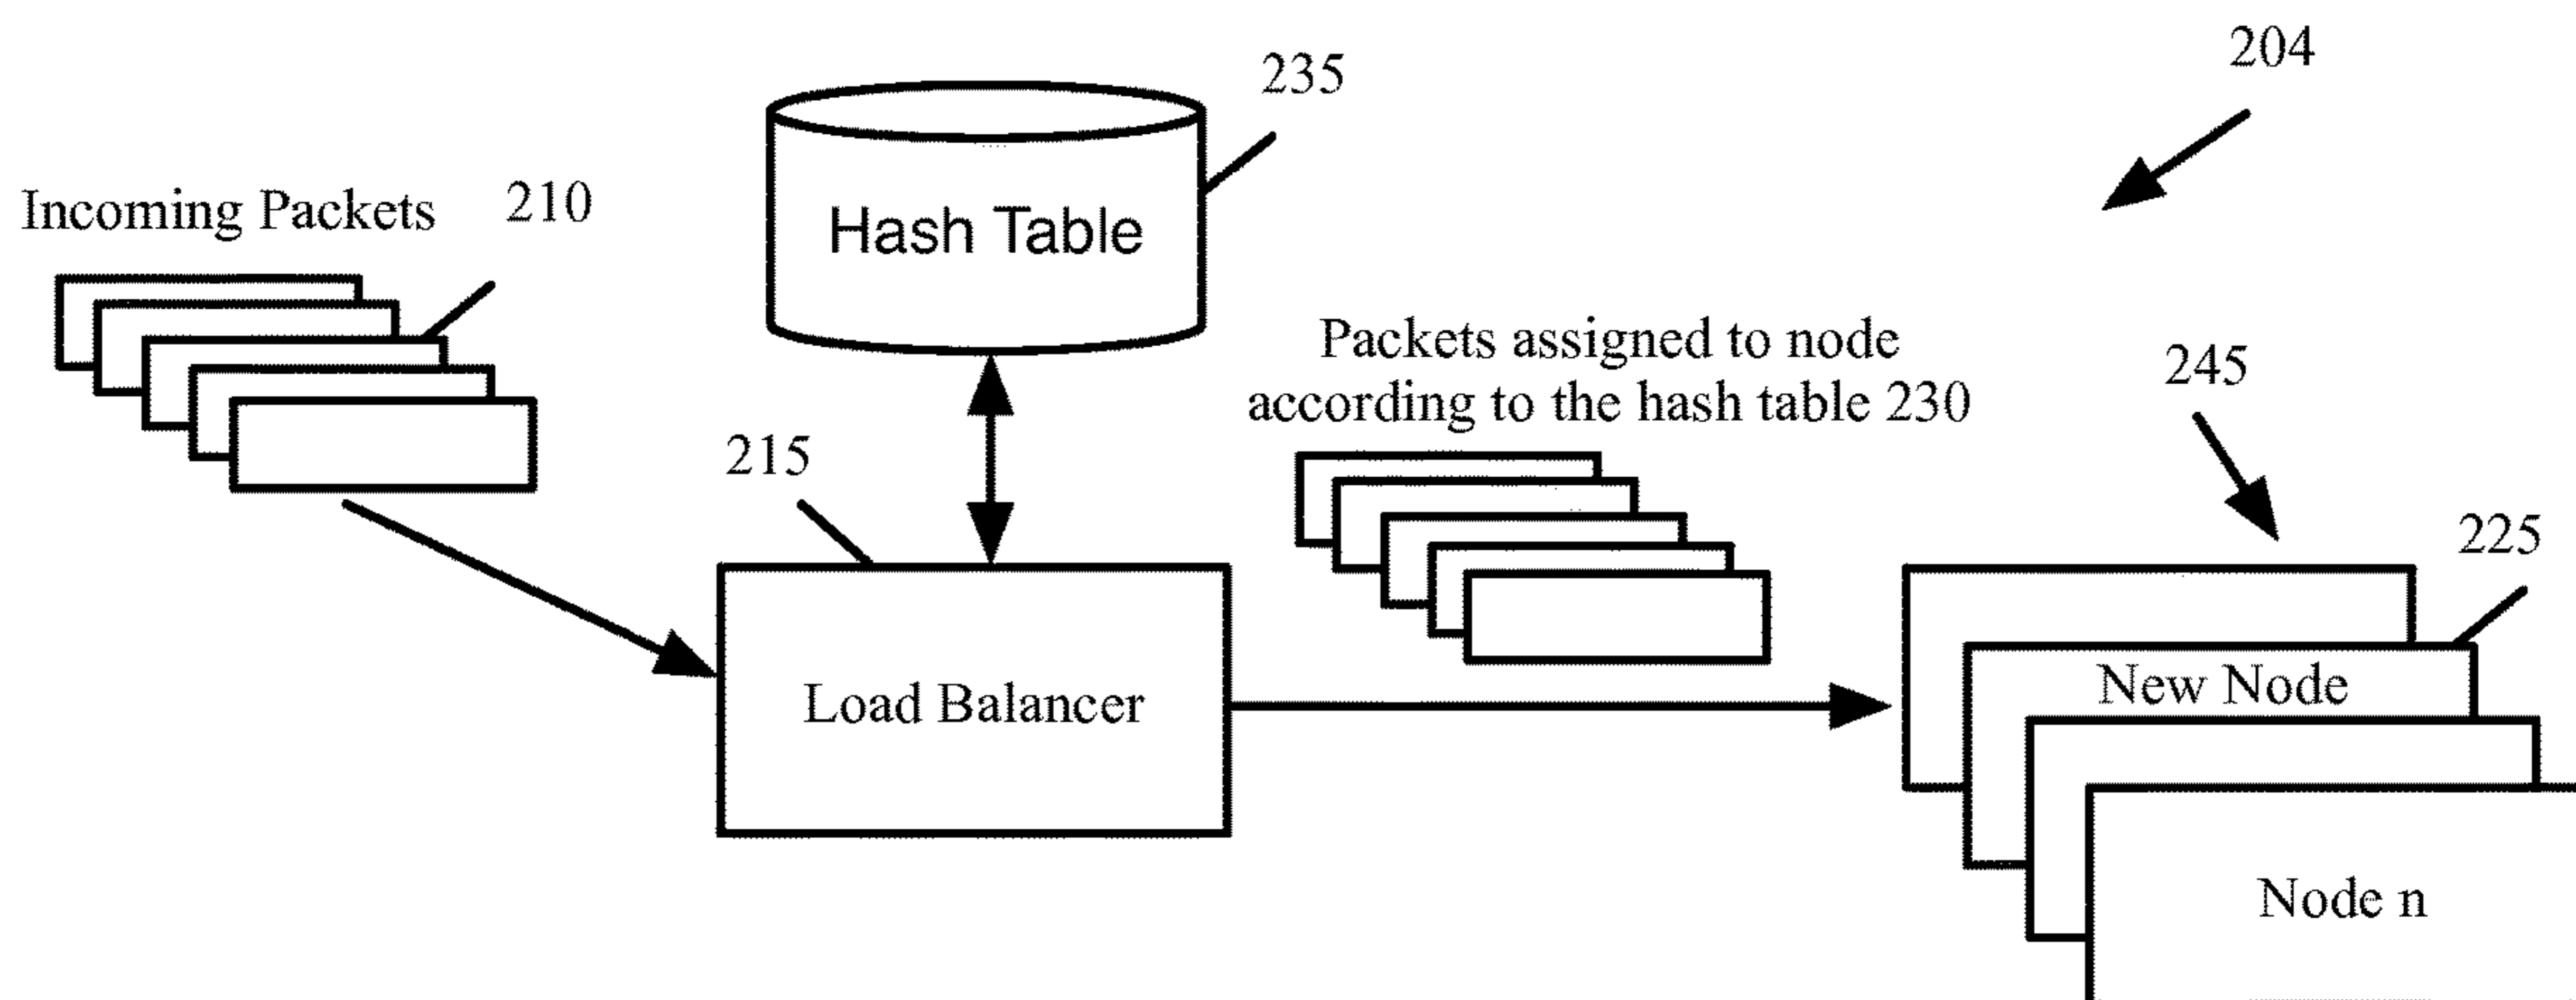 204
235
Incoming Packets 210
Hash Table
Packets assigned to node
according to the hash table 230
245
215
225
New Node
Load Balancer
Node n